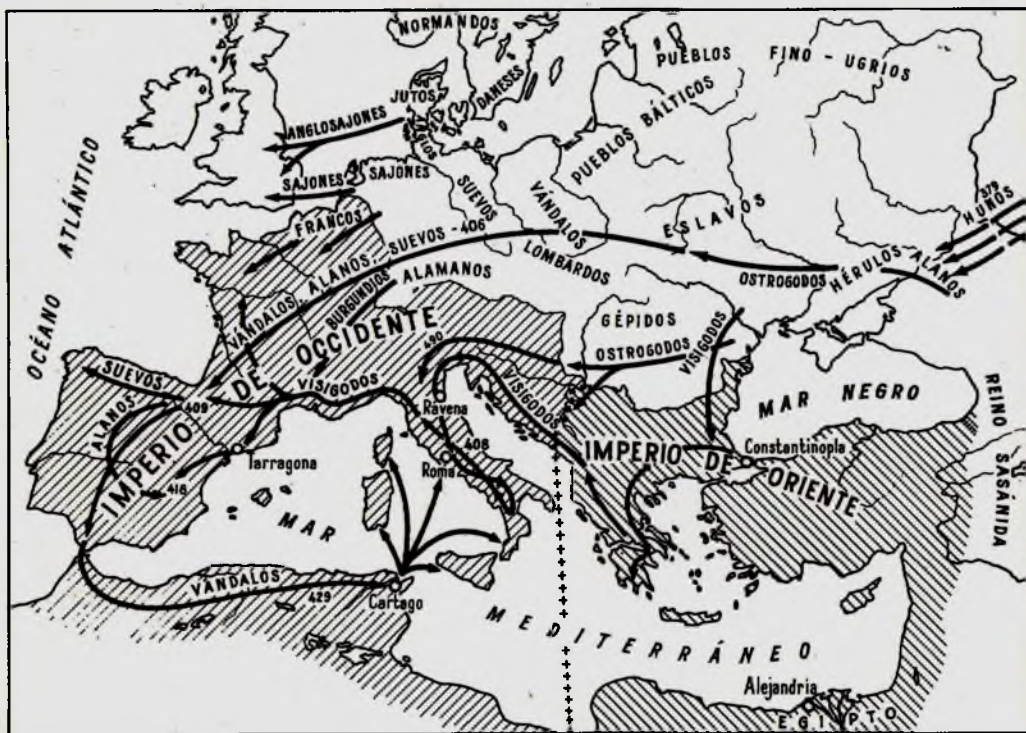 NORMANDOS
PUEBLOS
FINO - UGRIOS
DANESES
JUTOS
PUEBLOS BÁLTICOS
ANGLOSAJONES
SAJONES
SAJONES
SUEVOS
VÁNDALOS
ESLAVOS
379
HUNOS
OCÉANO ATLÁNTICO
FRANCOS
VÁNDALOS - ALANOS, SUEVOS - 406
LOMBARDOS
OSTROGODOS
HÉRULOS
ALANOS
BURGUNDIOS
ALAMANOS
GÉPIDOS
OSTROGODOS
VISIGODOS
490
SUEVOS
ALANOS
409
VISIGODOS
VISIGODOS
MAR NEGRO
REINO SASÁNIDA
IMPERIO DE OCCIDENTE
Ravena
408
Roma
IMPERIO DE ORIENTE
Constantinopla
Tarragona
418
MAR MEDITERRÁNEO
VÁNDALOS
429
Cartago
Alejandría
EGIPTO